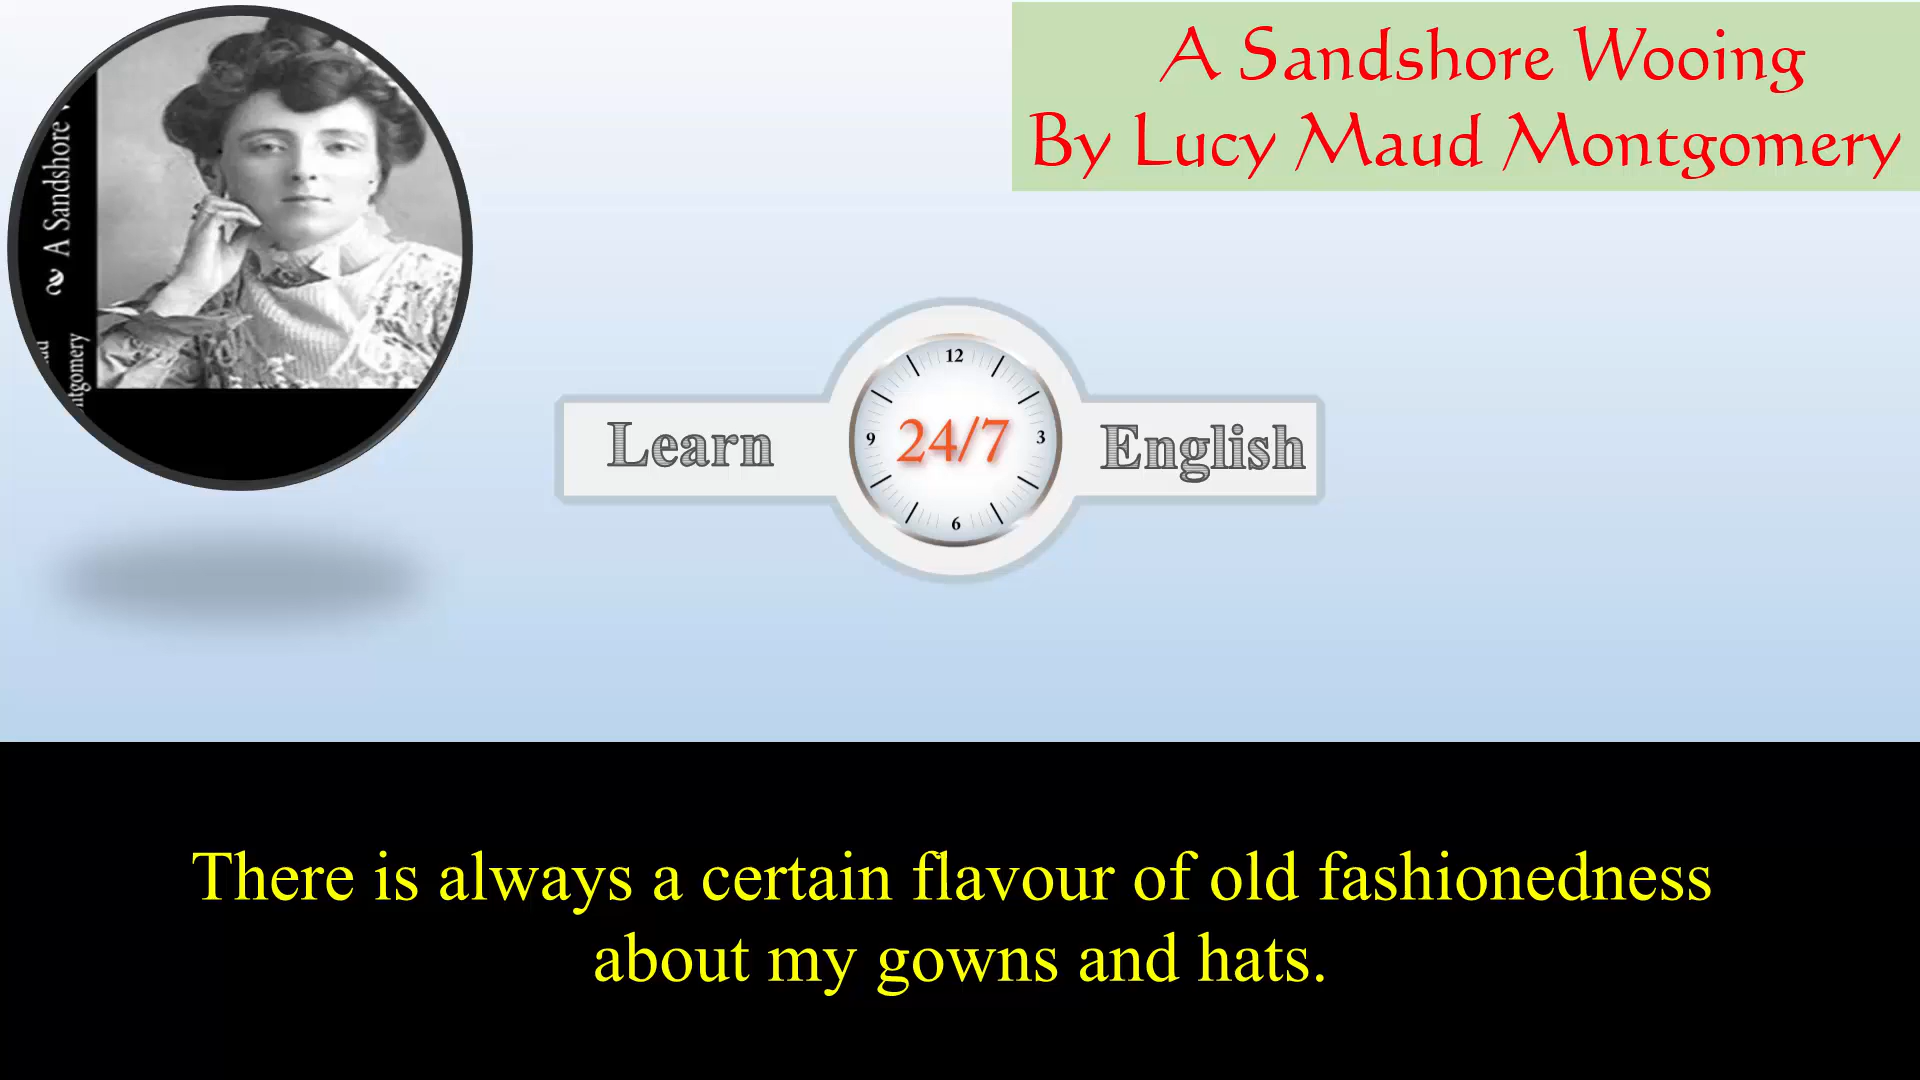 A Sandshore Wooing
By Lucy Maud Montgomery
A Sandshore
ntgomery
Learn
24/7
English
12
3
6
9
There is always a certain flavour of old fashionedness
about my gowns and hats.